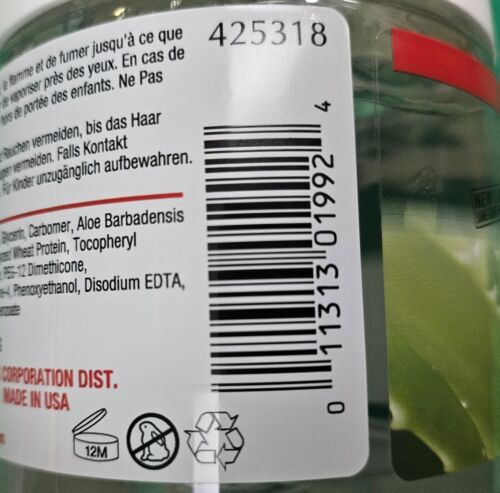 la flamme et de fumer jusqu'à ce que
vaporiser près des yeux. En cas de
hors de portée des enfants. Ne Pas
Rauchen vermeiden, bis das Haar
vermeiden. Falls Kontakt
Für Kinder unzugänglich aufbewahren.
Glycerin, Carbomer, Aloe Barbadensis
Wheat Protein, Tocopheryl
PEG-12 Dimethicone,
Phenoxyethanol, Disodium EDTA,
CORPORATION DIST.
MADE IN USA
12M
425318
0 11313 01992 4